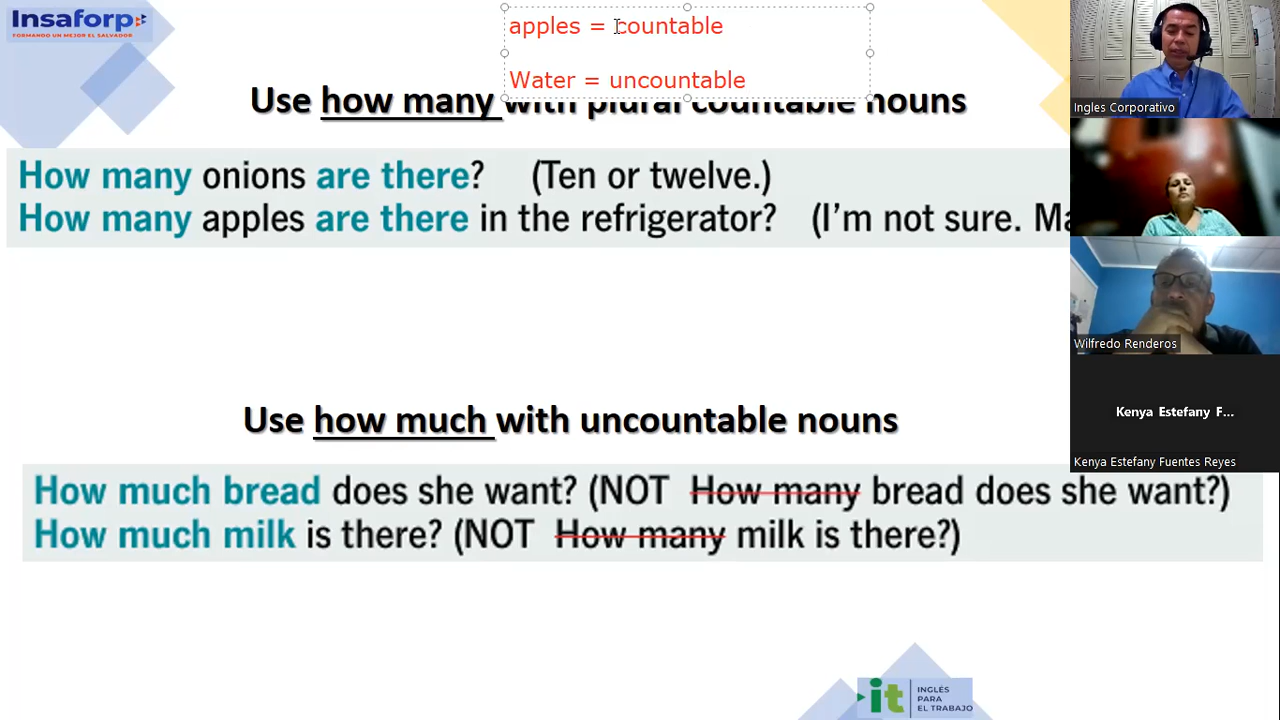 Insaforp
FORMANDO UN MEJOR EL SALVADOR
apples = countable
Water = uncountable
Use how many with plural countable nouns
How many onions are there? (Ten or twelve.)
How many apples are there in the refrigerator? (I'm not sure. Ma
Use how much with uncountable nouns
How much bread does she want? (NOT How many bread does she want?)
How much milk is there? (NOT How many milk is there?)
it
INGLÉS
PARA
EL TRABAJO
Ingles Corporativo
Wilfredo Renderos
Kenya Estefany F...
Kenya Estefany Fuentes Reyes